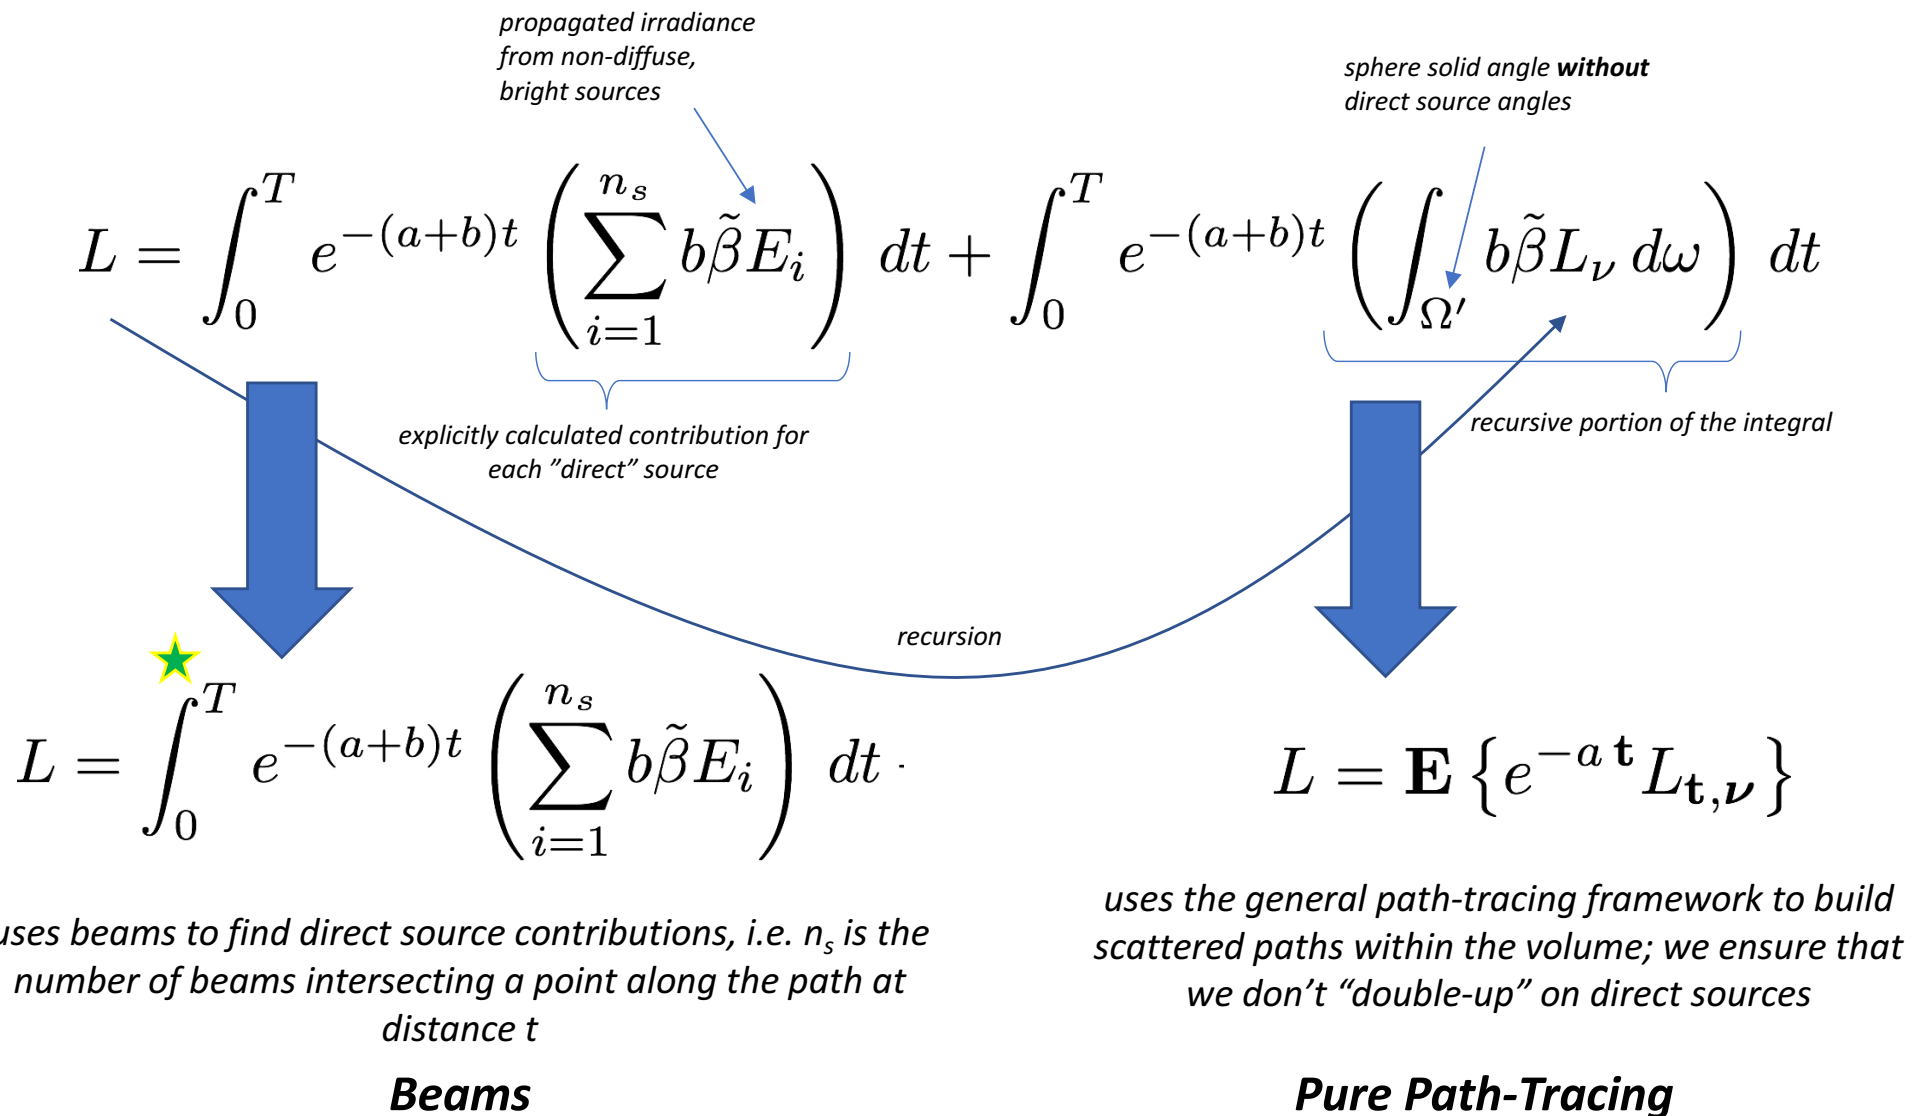 propagated irradiance
from non-diffuse,
bright sources
sphere solid angle without
direct source angles
L = ∫_0^T e^{-(a+b)t} ( ∑_{i=1}^{n_s} b β̃ E_i ) dt + ∫_0^T e^{-(a+b)t} ( ∫_{Ω′} b β̃ L_ν dω ) dt
explicitly calculated contribution for
each ”direct” source
recursive portion of the integral
recursion
L = ∫_0^T e^{-(a+b)t} ( ∑_{i=1}^{n_s} b β̃ E_i ) dt
L = E { e^{-a t} L_{t,ν} }
uses beams to find direct source contributions, i.e. n_s is the
number of beams intersecting a point along the path at
distance t
Beams
uses the general path-tracing framework to build
scattered paths within the volume; we ensure that
we don’t “double-up” on direct sources
Pure Path-Tracing